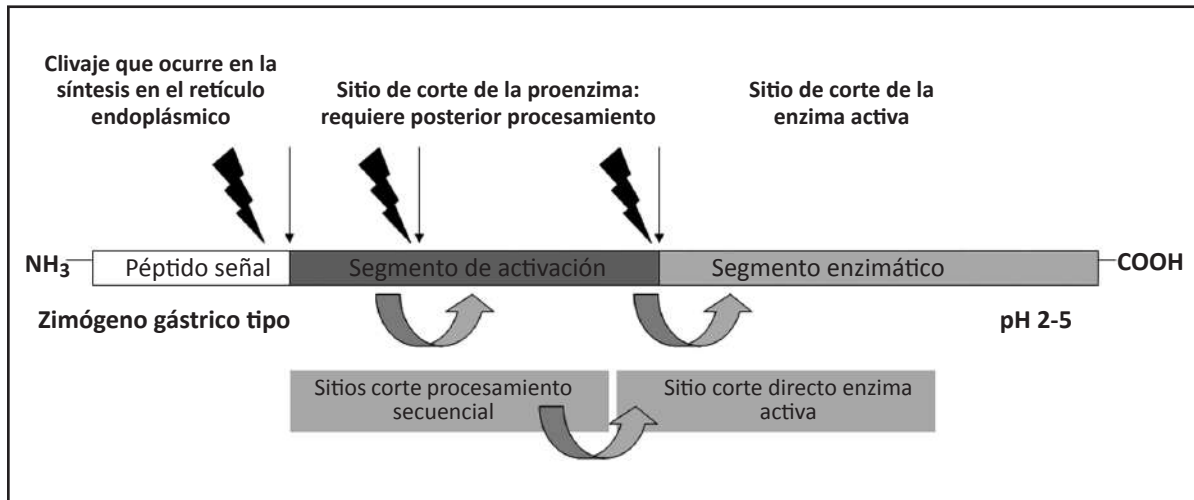 Clivaje que ocurre en la
síntesis en el retículo
endoplásmico
Sitio de corte de la proenzima:
requiere posterior procesamiento
Sitio de corte de la
enzima activa
NH3
Péptido señal
Segmento de activación
Segmento enzimático
COOH
Zimógeno gástrico tipo
pH 2-5
Sitios corte procesamiento
secuencial
Sitio corte directo enzima
activa